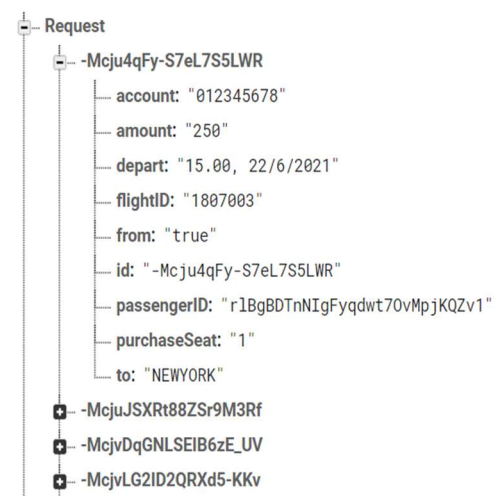 Request
-Mcju4qFy-S7eL7S5LWR
account: "012345678"
amount: "250"
depart: "15.00, 22/6/2021"
flightID: "1807003"
from: "true"
id: "-Mcju4qFy-S7eL7S5LWR"
passengerID: "rlBgBDTnNIgFyqdwt7OvMpjKQZv1"
purchaseSeat: "1"
to: "NEWYORK"
-McjuJSXRt88ZSr9M3Rf
-McjvDqGNLSEIB6zE_UV
-McjvLG2ID2QRXd5-KKv